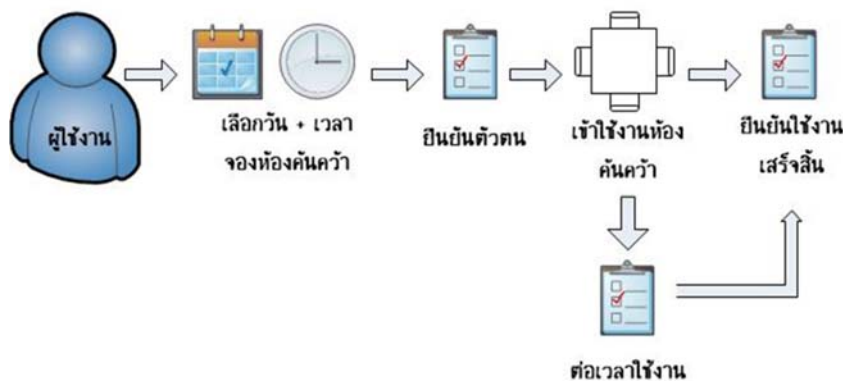 ผู้ใช้งาน
เลือกวัน + เวลา
จองห้องค้นคว้า
ยืนยันตัวตน
เข้าใช้งานห้อง
ค้นคว้า
ยืนยันใช้งาน
เสร็จสิ้น
ต่อเวลาใช้งาน